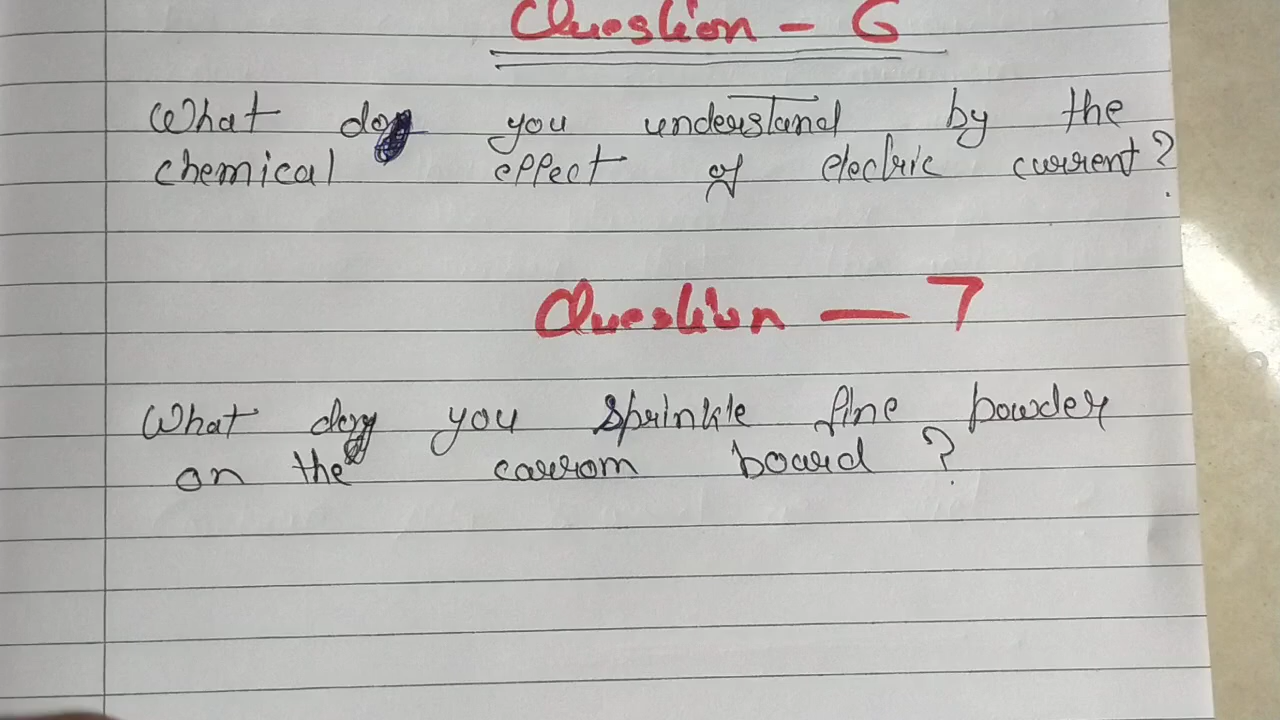 Question - 6
What do you understand by the
chemical effect of electric current?
Question - 7
What do you sprinkle fine powder
on the carrom board ?